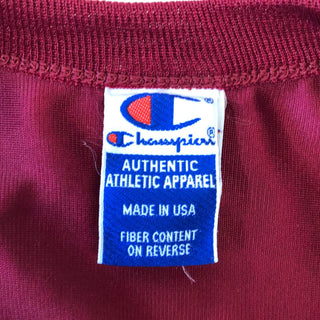 Champion®
AUTHENTIC
ATHLETIC APPAREL
MADE IN USA
FIBER CONTENT
ON REVERSE